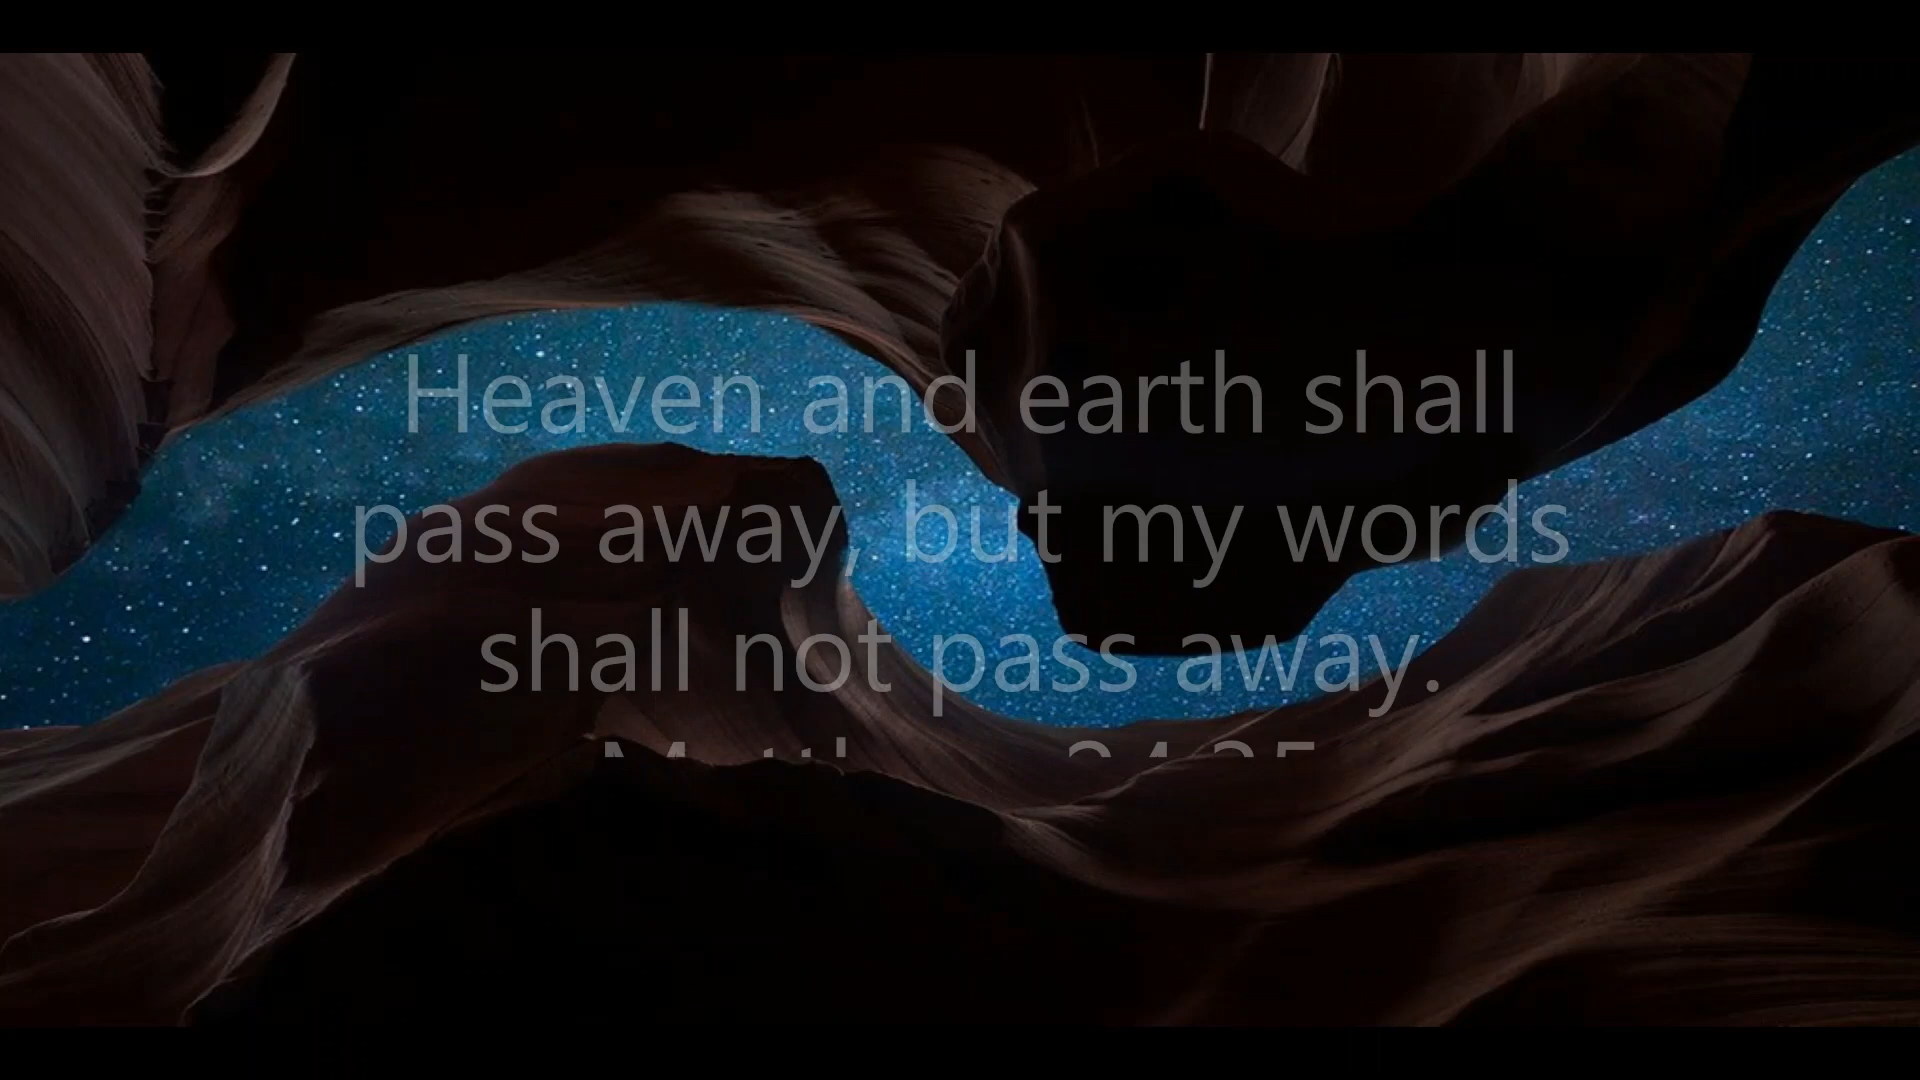 Heaven and earth shall
pass away, but my words
shall not pass away.